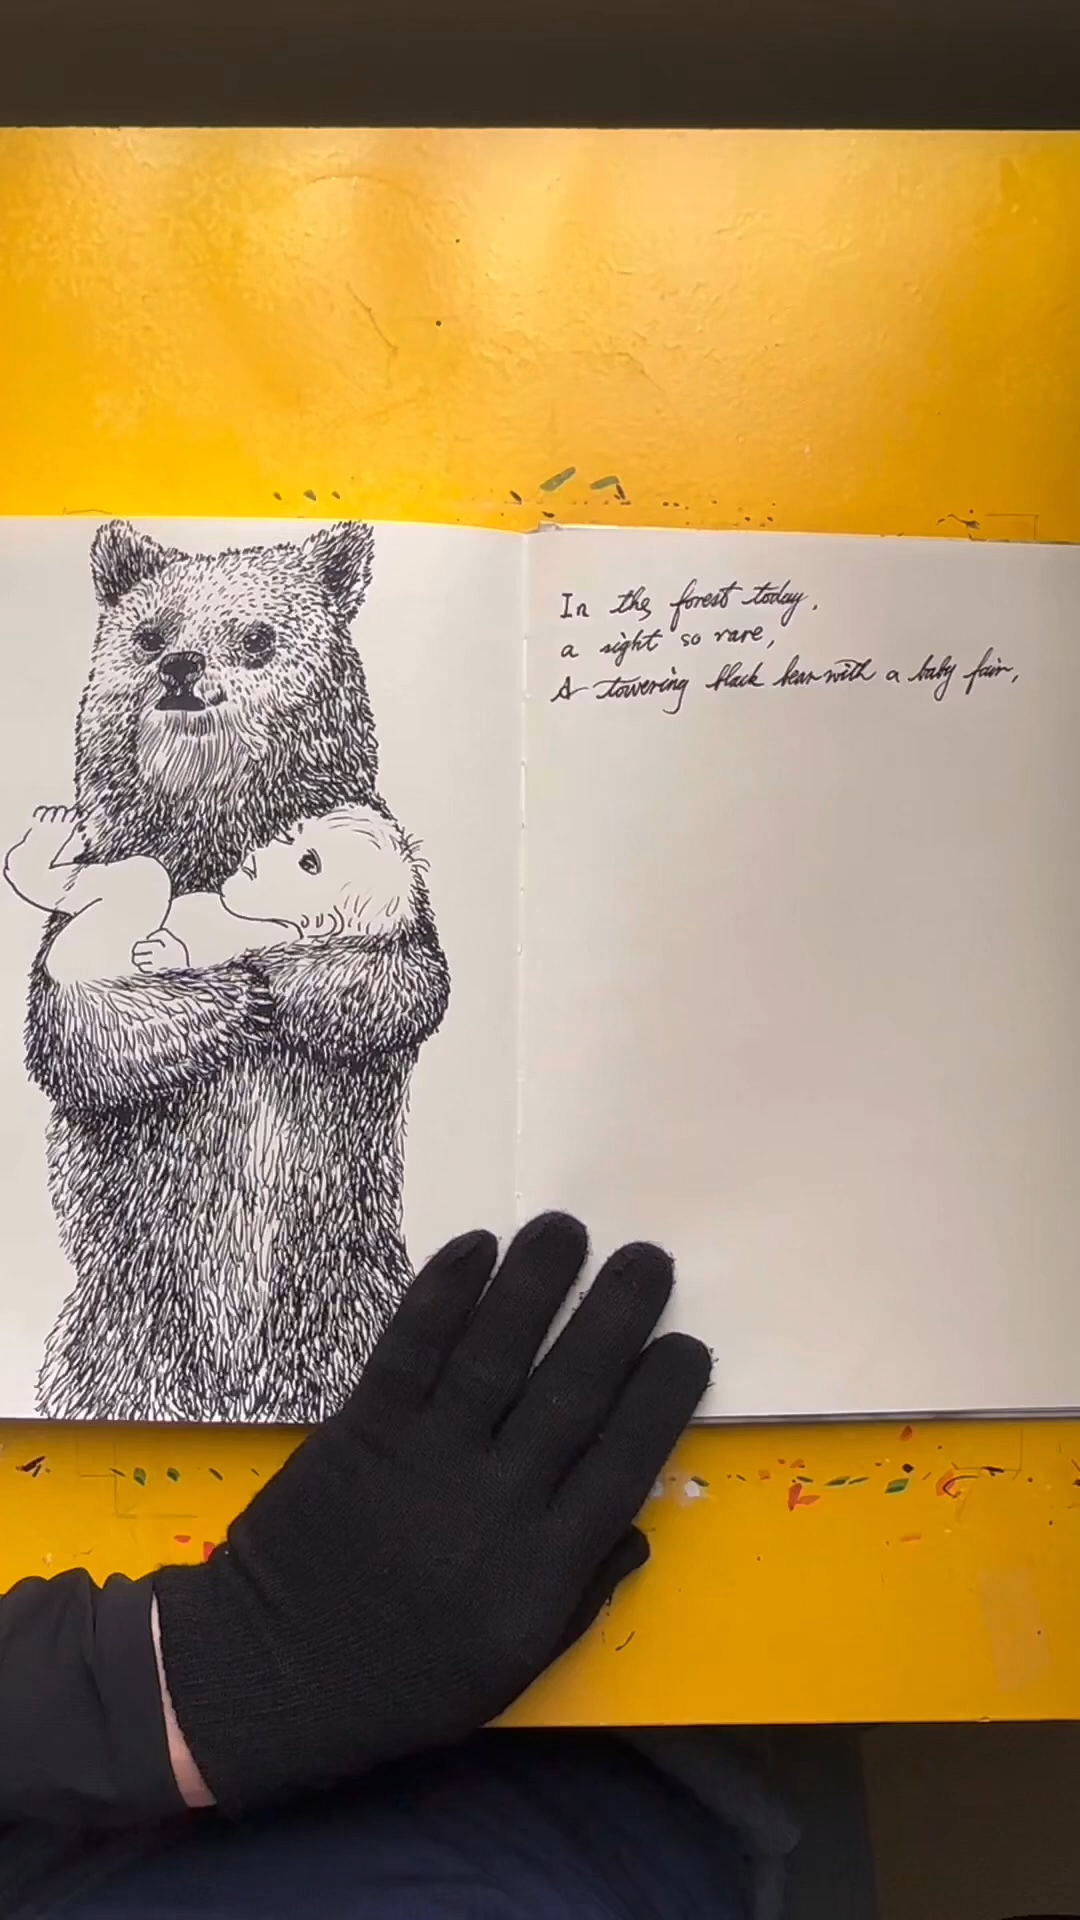 In the forest today,
a sight so rare,
A towering black bear with a baby fair,